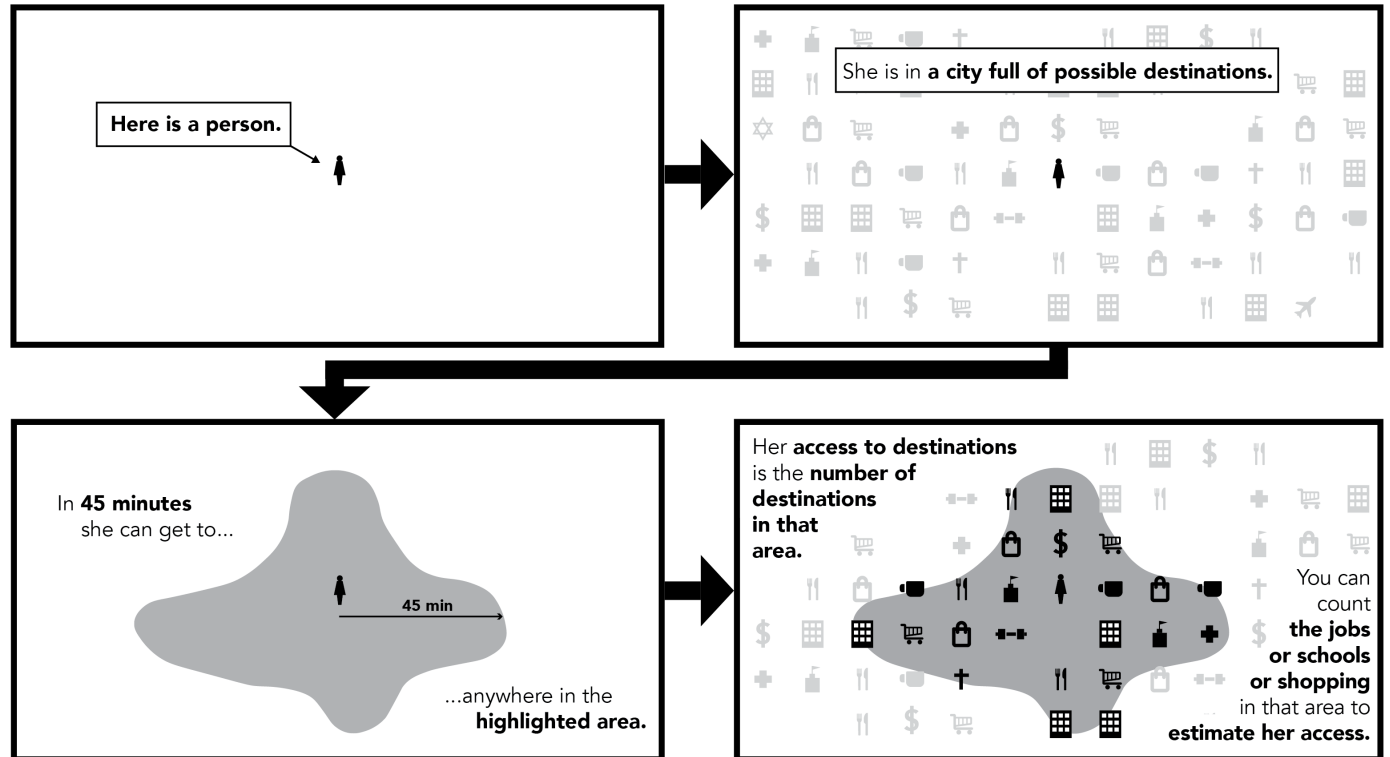 Here is a person.
She is in a city full of possible destinations.
In 45 minutes
she can get to...
45 min
...anywhere in the
highlighted area.
Her access to destinations
is the number of
destinations
in that
area.
You can
count
the jobs
or schools
or shopping
in that area to
estimate her access.